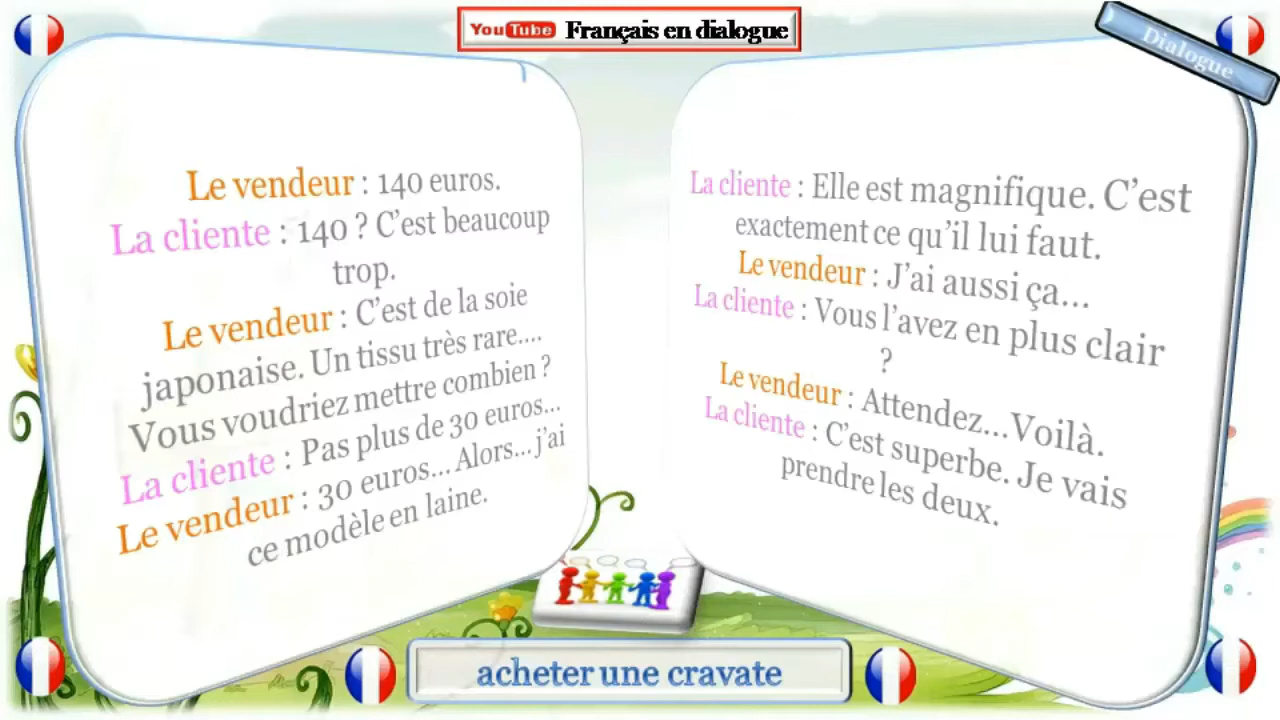 YouTube Français en dialogue
Dialogue
Le vendeur : 140 euros.
La cliente : 140 ? C’est beaucoup
trop.
Le vendeur : C’est de la soie
japonaise. Un tissu très rare....
Vous voudriez mettre combien ?
La cliente : Pas plus de 30 euros...
Le vendeur : 30 euros... Alors...j’ai
ce modèle en laine.
La cliente : Elle est magnifique. C’est
exactement ce qu’il lui faut.
Le vendeur : J’ai aussi ça...
La cliente : Vous l’avez en plus clair
?
Le vendeur : Attendez...Voilà.
La cliente : C’est superbe. Je vais
prendre les deux.
acheter une cravate